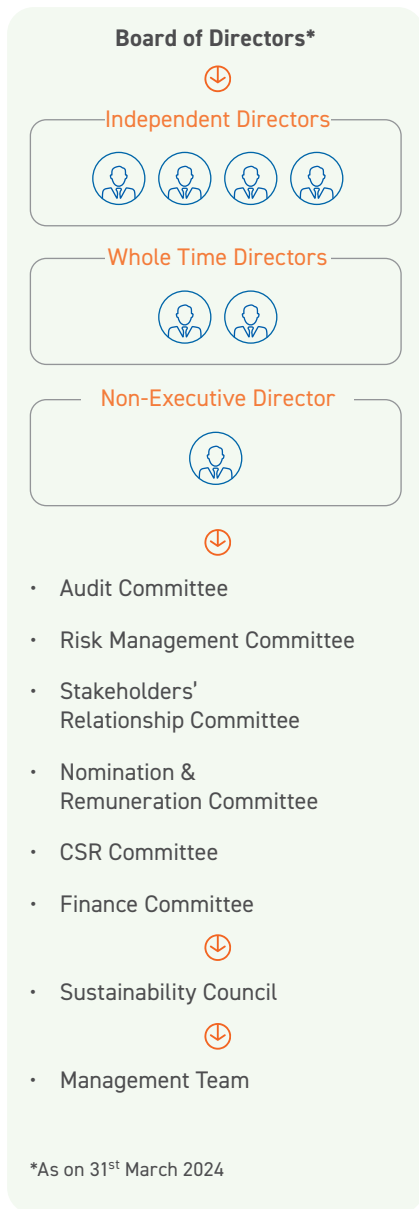 Board of Directors*
Independent Directors
Whole Time Directors
Non-Executive Director
· Audit Committee
· Risk Management Committee
· Stakeholders’
Relationship Committee
· Nomination &
Remuneration Committee
· CSR Committee
· Finance Committee
· Sustainability Council
· Management Team
*As on 31st March 2024